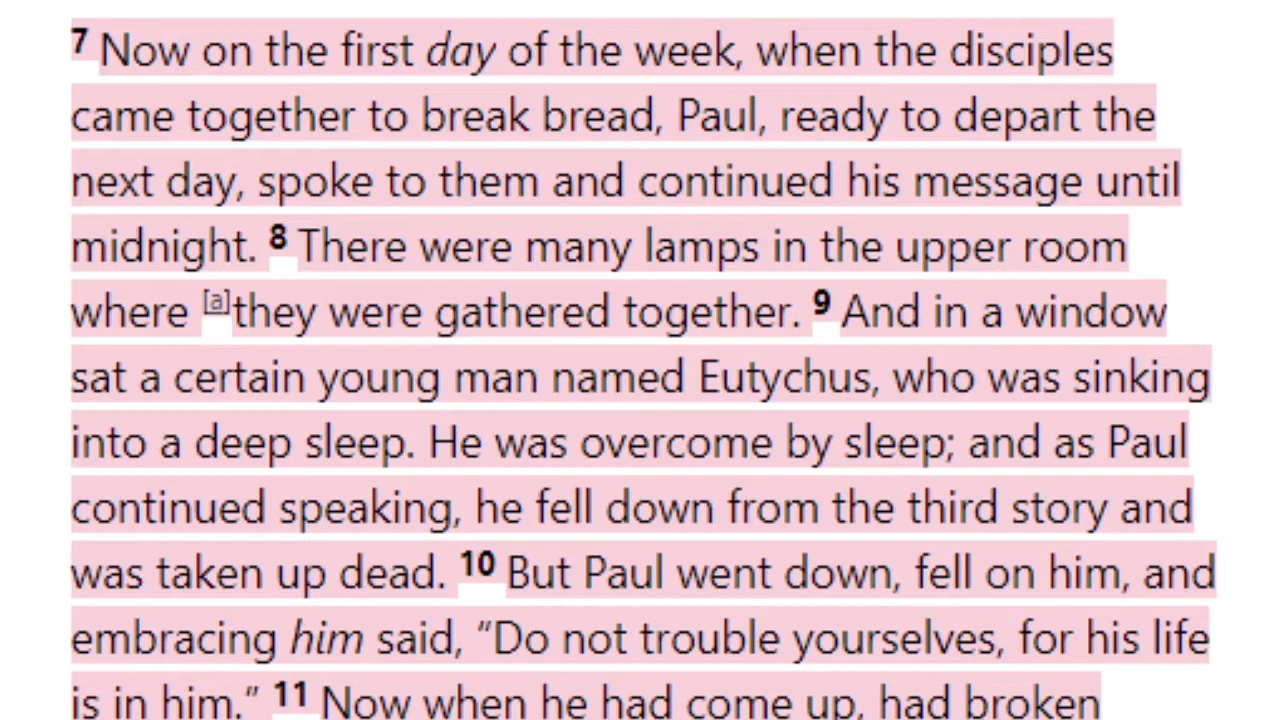 7 Now on the first day of the week, when the disciples
came together to break bread, Paul, ready to depart the
next day, spoke to them and continued his message until
midnight. 8 There were many lamps in the upper room
where [a]they were gathered together. 9 And in a window
sat a certain young man named Eutychus, who was sinking
into a deep sleep. He was overcome by sleep; and as Paul
continued speaking, he fell down from the third story and
was taken up dead. 10 But Paul went down, fell on him, and
embracing him said, “Do not trouble yourselves, for his life
is in him.” 11 Now when he had come up, had broken